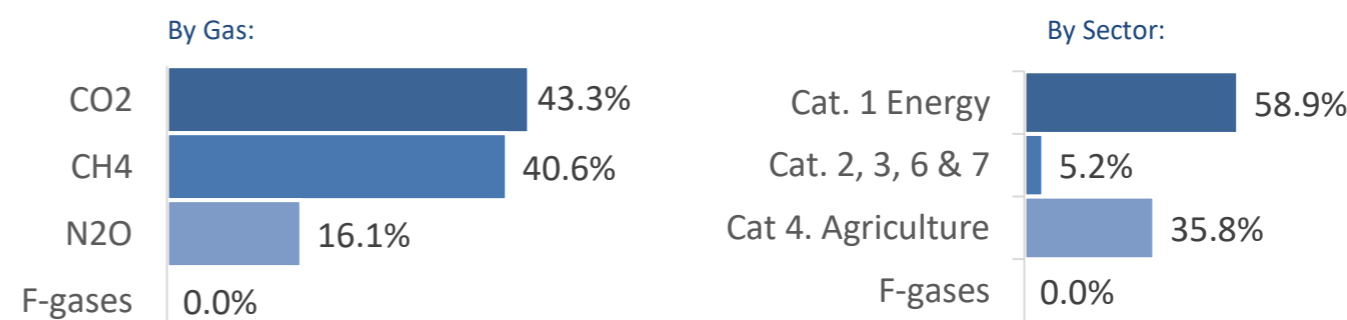 By Gas:
CO2 43.3%
CH4 40.6%
N2O 16.1%
F-gases 0.0%
By Sector:
Cat. 1 Energy 58.9%
Cat. 2, 3, 6 & 7 5.2%
Cat 4. Agriculture 35.8%
F-gases 0.0%